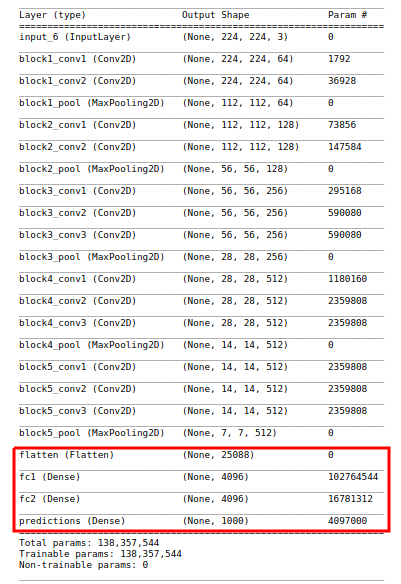 Layer (type) Output Shape Param #
================================================================
input_6 (InputLayer) (None, 224, 224, 3) 0
block1_conv1 (Conv2D) (None, 224, 224, 64) 1792
block1_conv2 (Conv2D) (None, 224, 224, 64) 36928
block1_pool (MaxPooling2D) (None, 112, 112, 64) 0
block2_conv1 (Conv2D) (None, 112, 112, 128) 73856
block2_conv2 (Conv2D) (None, 112, 112, 128) 147584
block2_pool (MaxPooling2D) (None, 56, 56, 128) 0
block3_conv1 (Conv2D) (None, 56, 56, 256) 295168
block3_conv2 (Conv2D) (None, 56, 56, 256) 590080
block3_conv3 (Conv2D) (None, 56, 56, 256) 590080
block3_pool (MaxPooling2D) (None, 28, 28, 256) 0
block4_conv1 (Conv2D) (None, 28, 28, 512) 1180160
block4_conv2 (Conv2D) (None, 28, 28, 512) 2359808
block4_conv3 (Conv2D) (None, 28, 28, 512) 2359808
block4_pool (MaxPooling2D) (None, 14, 14, 512) 0
block5_conv1 (Conv2D) (None, 14, 14, 512) 2359808
block5_conv2 (Conv2D) (None, 14, 14, 512) 2359808
block5_conv3 (Conv2D) (None, 14, 14, 512) 2359808
block5_pool (MaxPooling2D) (None, 7, 7, 512) 0
flatten (Flatten) (None, 25088) 0
fc1 (Dense) (None, 4096) 102764544
fc2 (Dense) (None, 4096) 16781312
predictions (Dense) (None, 1000) 4097000
================================================================
Total params: 138,357,544
Trainable params: 138,357,544
Non-trainable params: 0